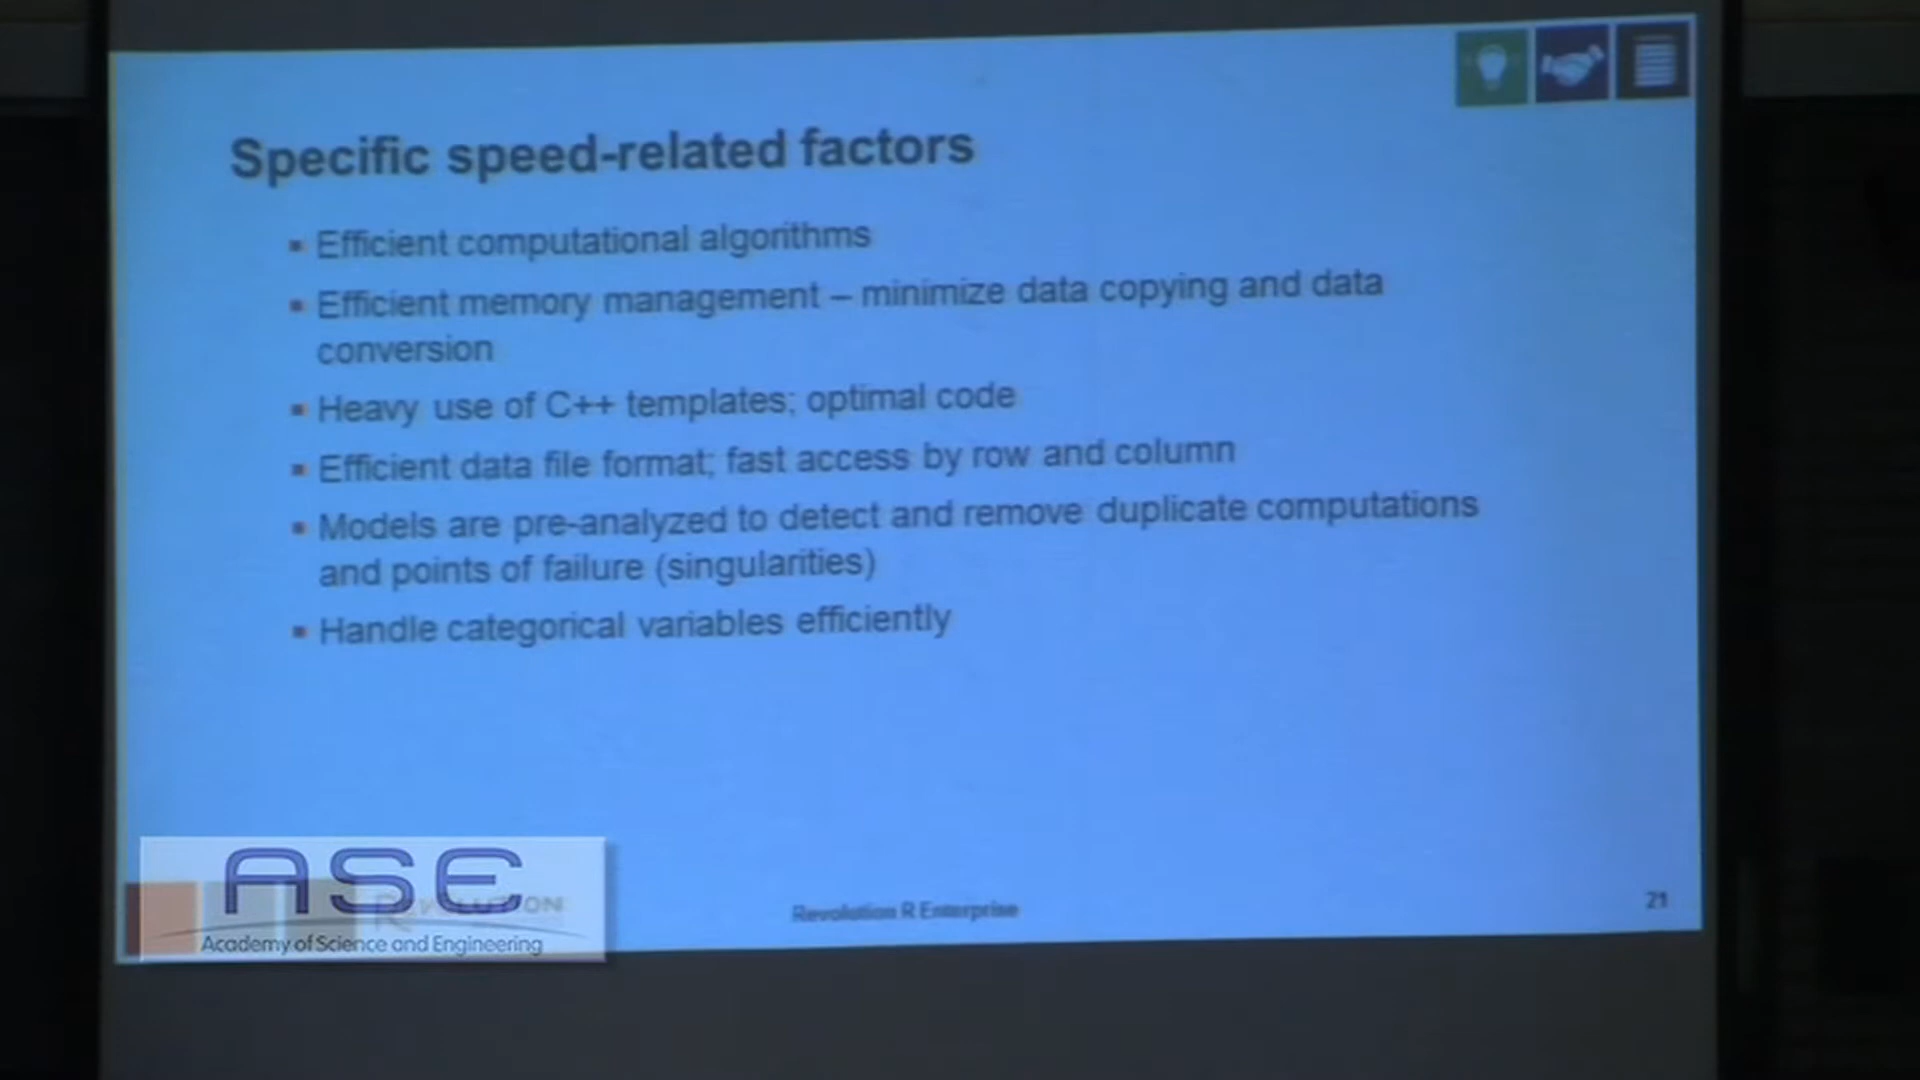 Specific speed-related factors
▪ Efficient computational algorithms
▪ Efficient memory management – minimize data copying and data
conversion
▪ Heavy use of C++ templates; optimal code
▪ Efficient data file format; fast access by row and column
▪ Models are pre-analyzed to detect and remove duplicate computations
and points of failure (singularities)
▪ Handle categorical variables efficiently
ASE
REVOLUTION
Academy of Science and Engineering
Revolution R Enterprise
21